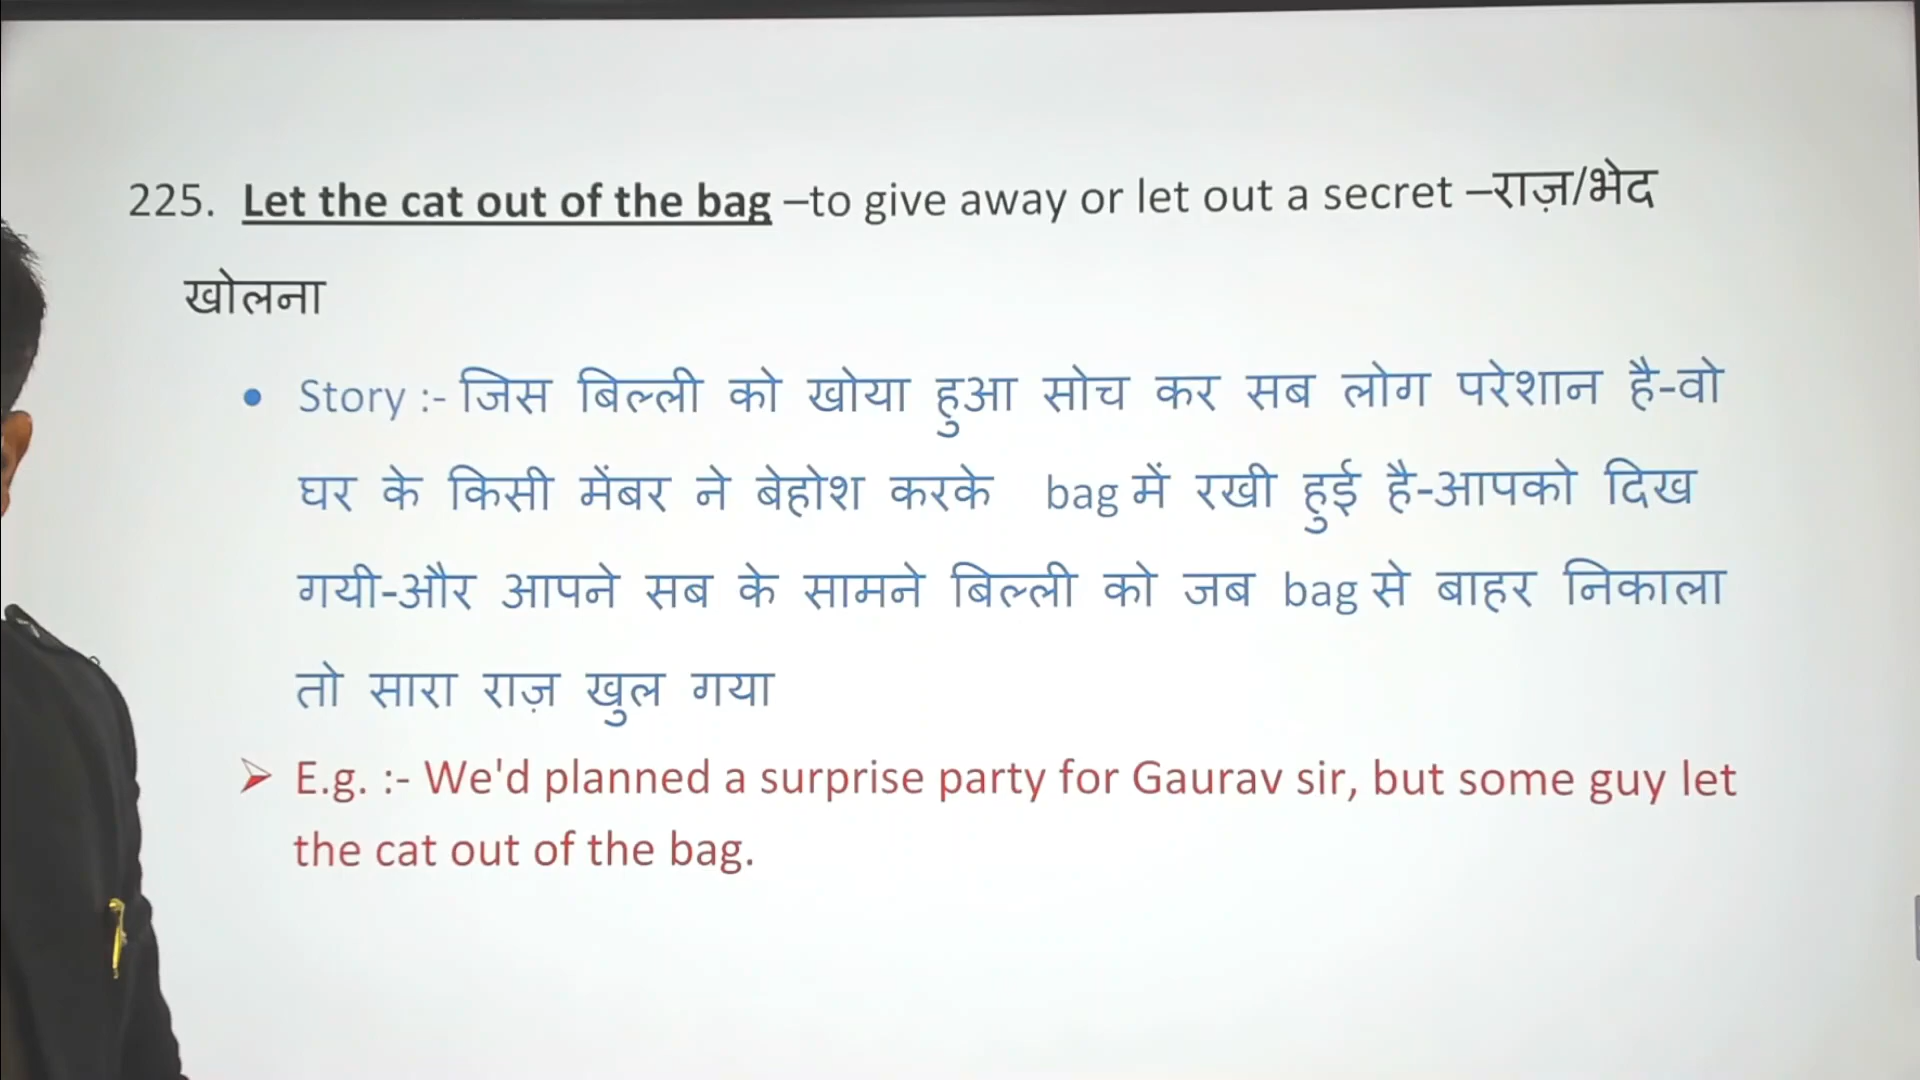 225. Let the cat out of the bag –to give away or let out a secret –राज़/भेद
खोलना
• Story :- जिस बिल्ली को खोया हुआ सोच कर सब लोग परेशान है-वो
घर के किसी मेंबर ने बेहोश करके bag में रखी हुई है-आपको दिख
गयी-और आपने सब के सामने बिल्ली को जब bag से बाहर निकाला
तो सारा राज़ खुल गया
➢ E.g. :- We'd planned a surprise party for Gaurav sir, but some guy let
the cat out of the bag.